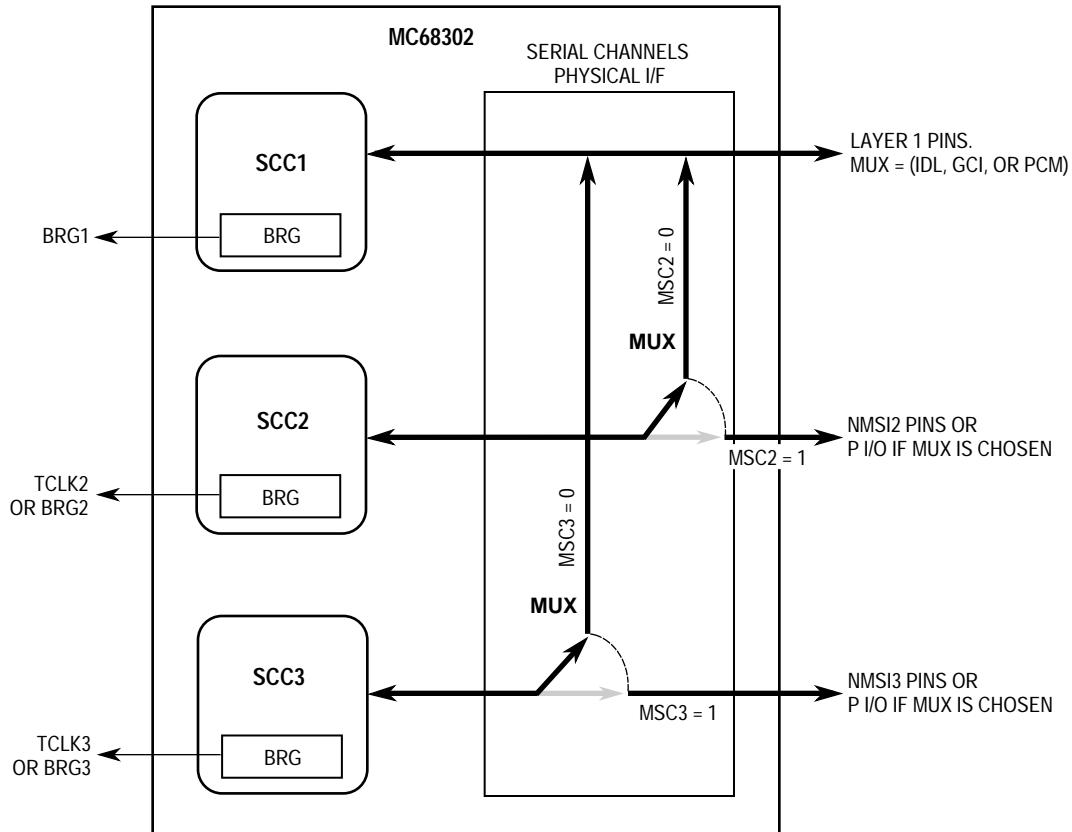 MC68302
SERIAL CHANNELS
PHYSICAL I/F
SCC1
BRG
BRG1
LAYER 1 PINS.
MUX = (IDL, GCI, OR PCM)
MSC2 = 0
MUX
SCC2
BRG
TCLK2
OR BRG2
NMSI2 PINS OR
P I/O IF MUX IS CHOSEN
MSC2 = 1
MSC3 = 0
MUX
SCC3
BRG
TCLK3
OR BRG3
NMSI3 PINS OR
P I/O IF MUX IS CHOSEN
MSC3 = 1